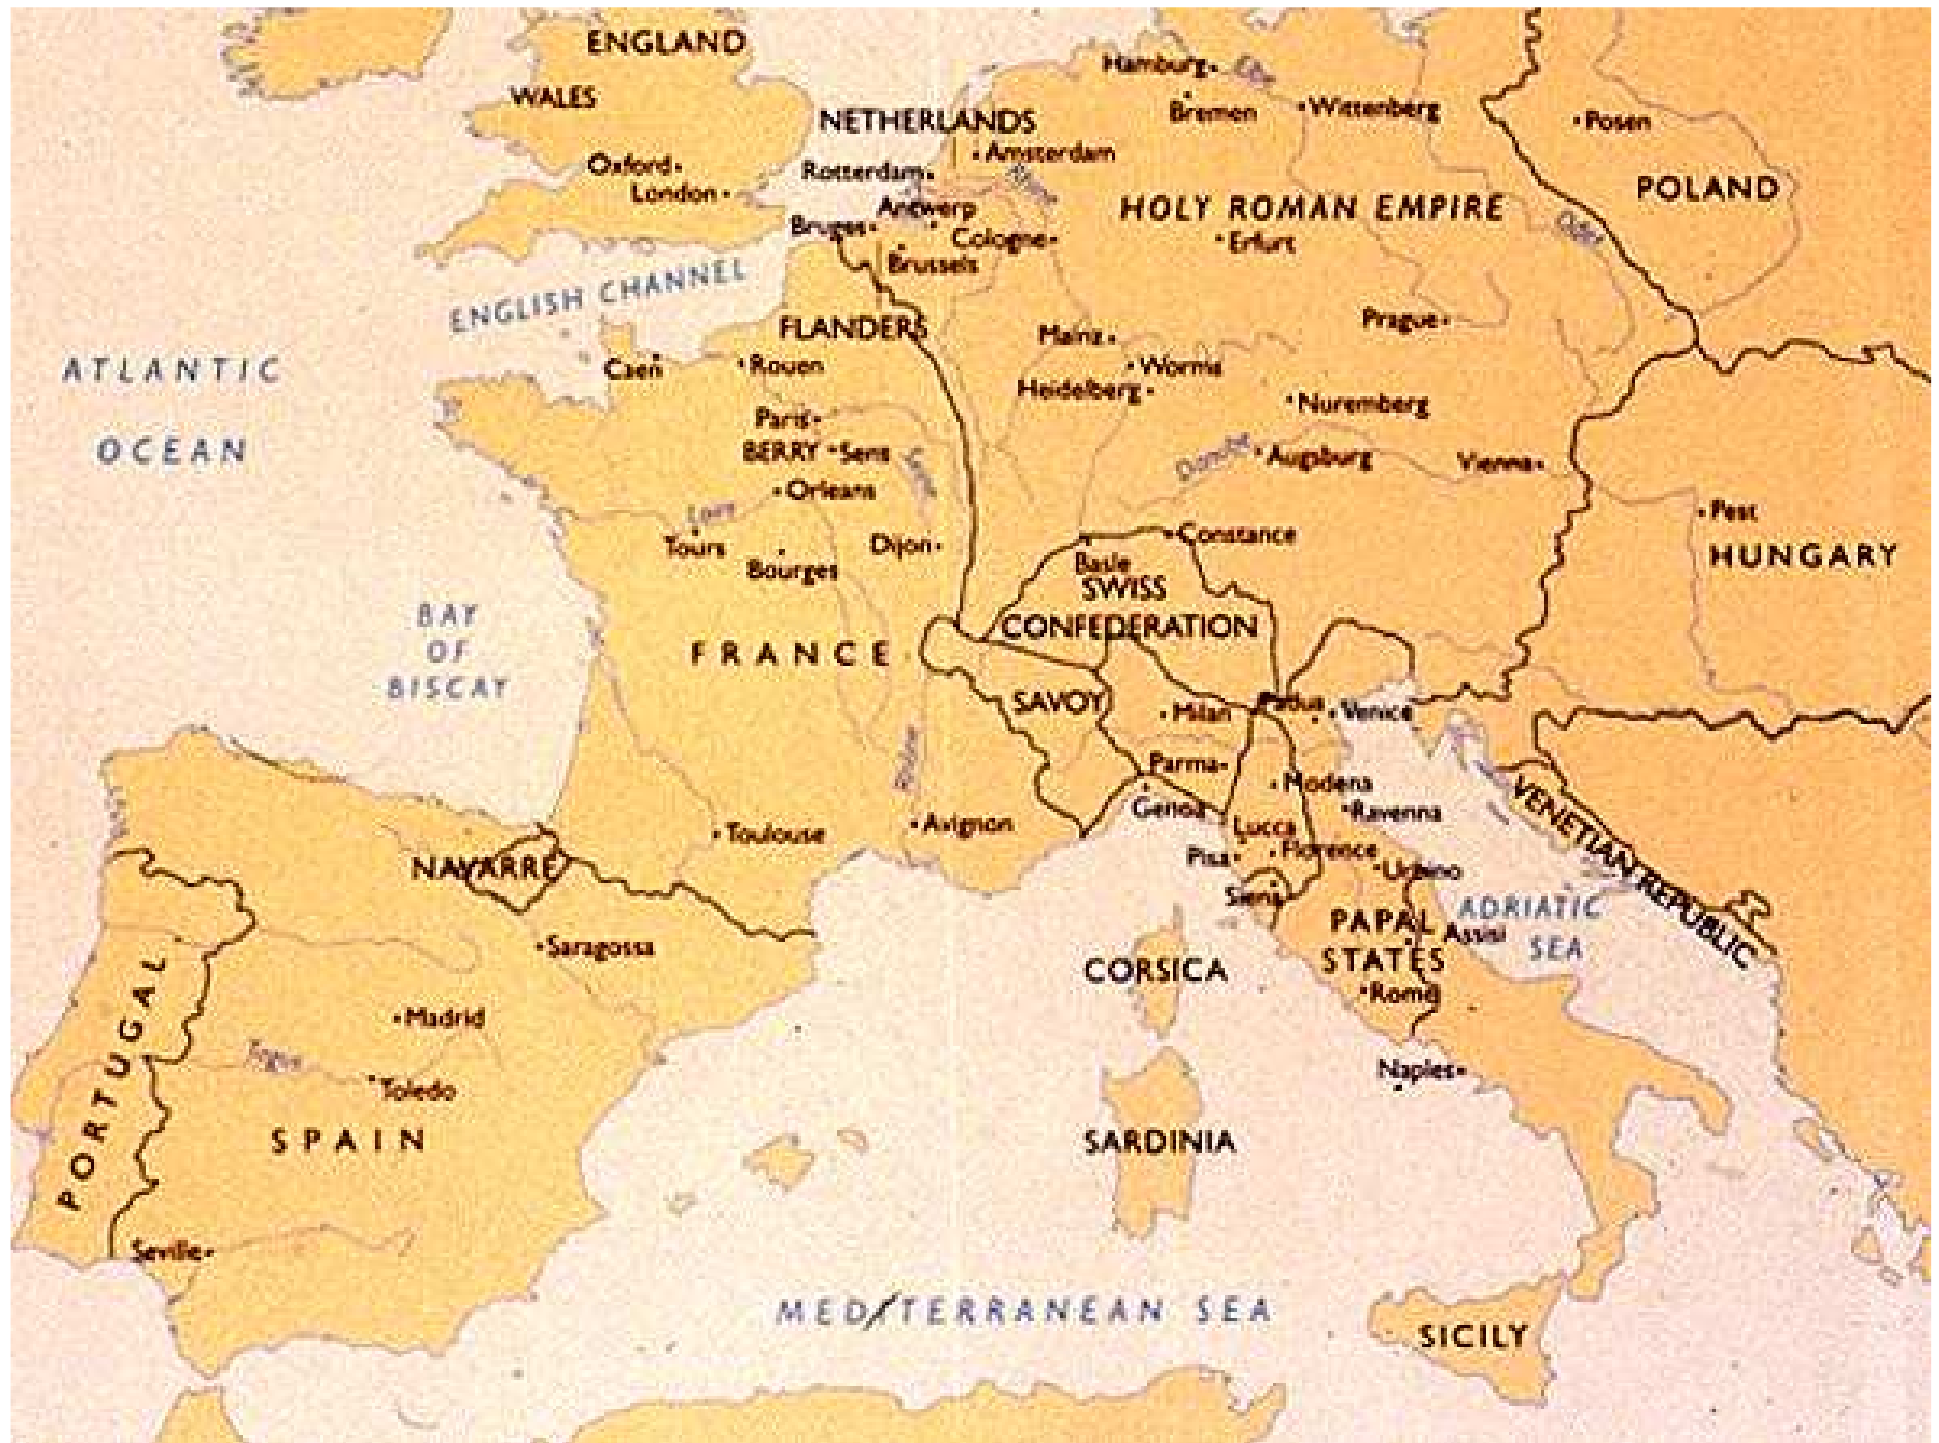 ENGLAND
WALES
Oxford
London
NETHERLANDS
Amsterdam
Rotterdam
Antwerp
Bruges
Cologne
Brussels
Hamburg
Bremen
Wittenberg
Posen
POLAND
HOLY ROMAN EMPIRE
Erfurt
Oder
ENGLISH CHANNEL
FLANDERS
ATLANTIC
OCEAN
Caen
Rouen
Paris
BERRY
Sens
Orleans
Loire
Tours
Bourges
Dijon
Mainz
Worms
Heidelberg
Prague
Nuremberg
Danube
Augsburg
Vienna
Pest
HUNGARY
Constance
Basle
SWISS
CONFEDERATION
BAY
OF
BISCAY
FRANCE
SAVOY
Milan
Padua
Venice
Parma
Modena
Genoa
Ravenna
Rhône
Avignon
Toulouse
Lucca
Pisa
Florence
Urbino
Siena
VENETIAN REPUBLIC
ADRIATIC
SEA
PAPAL
STATES
Assisi
Rome
Naples
NAVARRE
Saragossa
Madrid
Tagus
Toledo
PORTUGAL
SPAIN
Seville
CORSICA
SARDINIA
MEDITERRANEAN SEA
SICILY